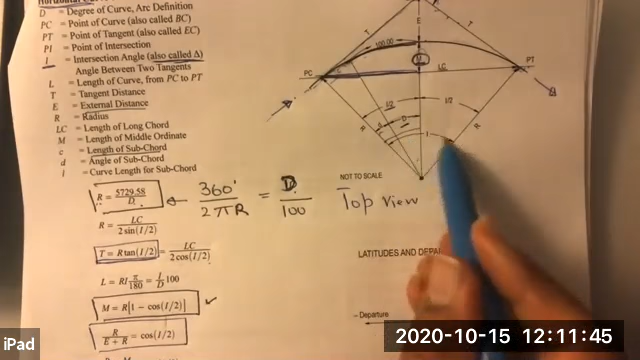 D = Degree of Curve, Arc Definition
PC = Point of Curve (also called BC)
PT = Point of Tangent (also called EC)
PI = Point of Intersection
I = Intersection Angle (also called Δ)
Angle Between Two Tangents
L = Length of Curve, from PC to PT
T = Tangent Distance
E = External Distance
R = Radius
LC = Length of Long Chord
M = Length of Middle Ordinate
c = Length of Sub-Chord
d = Angle of Sub-Chord
l = Curve Length for Sub-Chord
R = 5729.58 / D
360° / 2πR = D / 100
R = LC / 2 sin(I/2)
T = R tan(I/2) = LC / 2 cos(I/2)
L = RI π/180 = I/D 100
M = R[1 − cos(I/2)]
R / E + R = cos(I/2)
T
T
E
100.00
PC
PT
LC
I/2
I/2
D
R
R
I
NOT TO SCALE
Top view
LATITUDES AND DEPA
Departure
iPad
2020-10-15 12:11:45